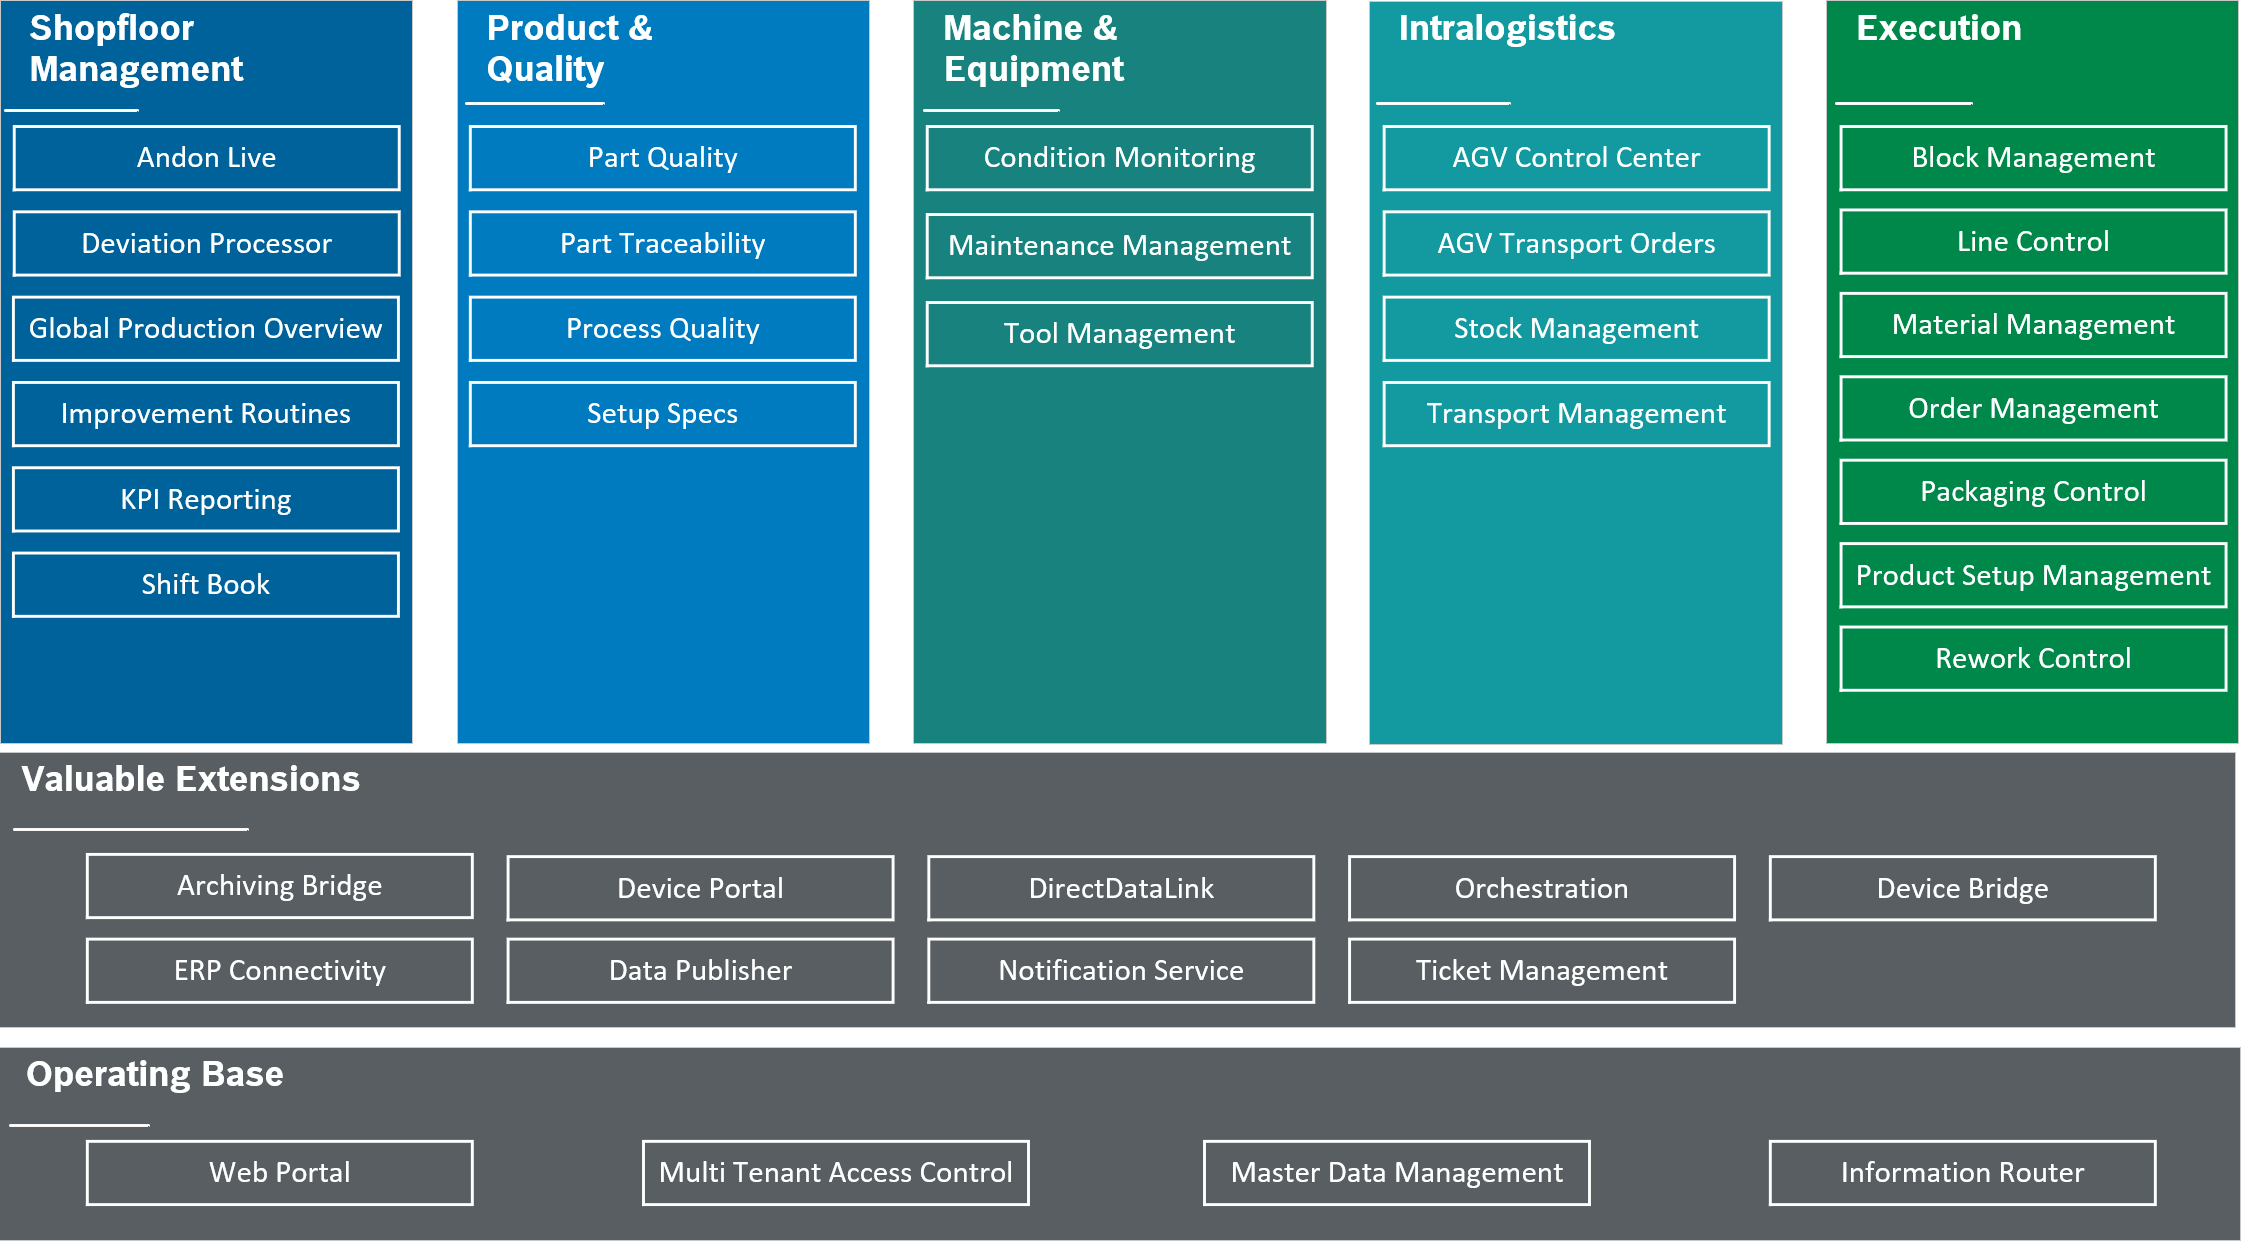 Shopfloor
Management
Andon Live
Deviation Processor
Global Production Overview
Improvement Routines
KPI Reporting
Shift Book
Product &
Quality
Part Quality
Part Traceability
Process Quality
Setup Specs
Machine &
Equipment
Condition Monitoring
Maintenance Management
Tool Management
Intralogistics
AGV Control Center
AGV Transport Orders
Stock Management
Transport Management
Execution
Block Management
Line Control
Material Management
Order Management
Packaging Control
Product Setup Management
Rework Control
Valuable Extensions
Archiving Bridge
Device Portal
DirectDataLink
Orchestration
Device Bridge
ERP Connectivity
Data Publisher
Notification Service
Ticket Management
Operating Base
Web Portal
Multi Tenant Access Control
Master Data Management
Information Router